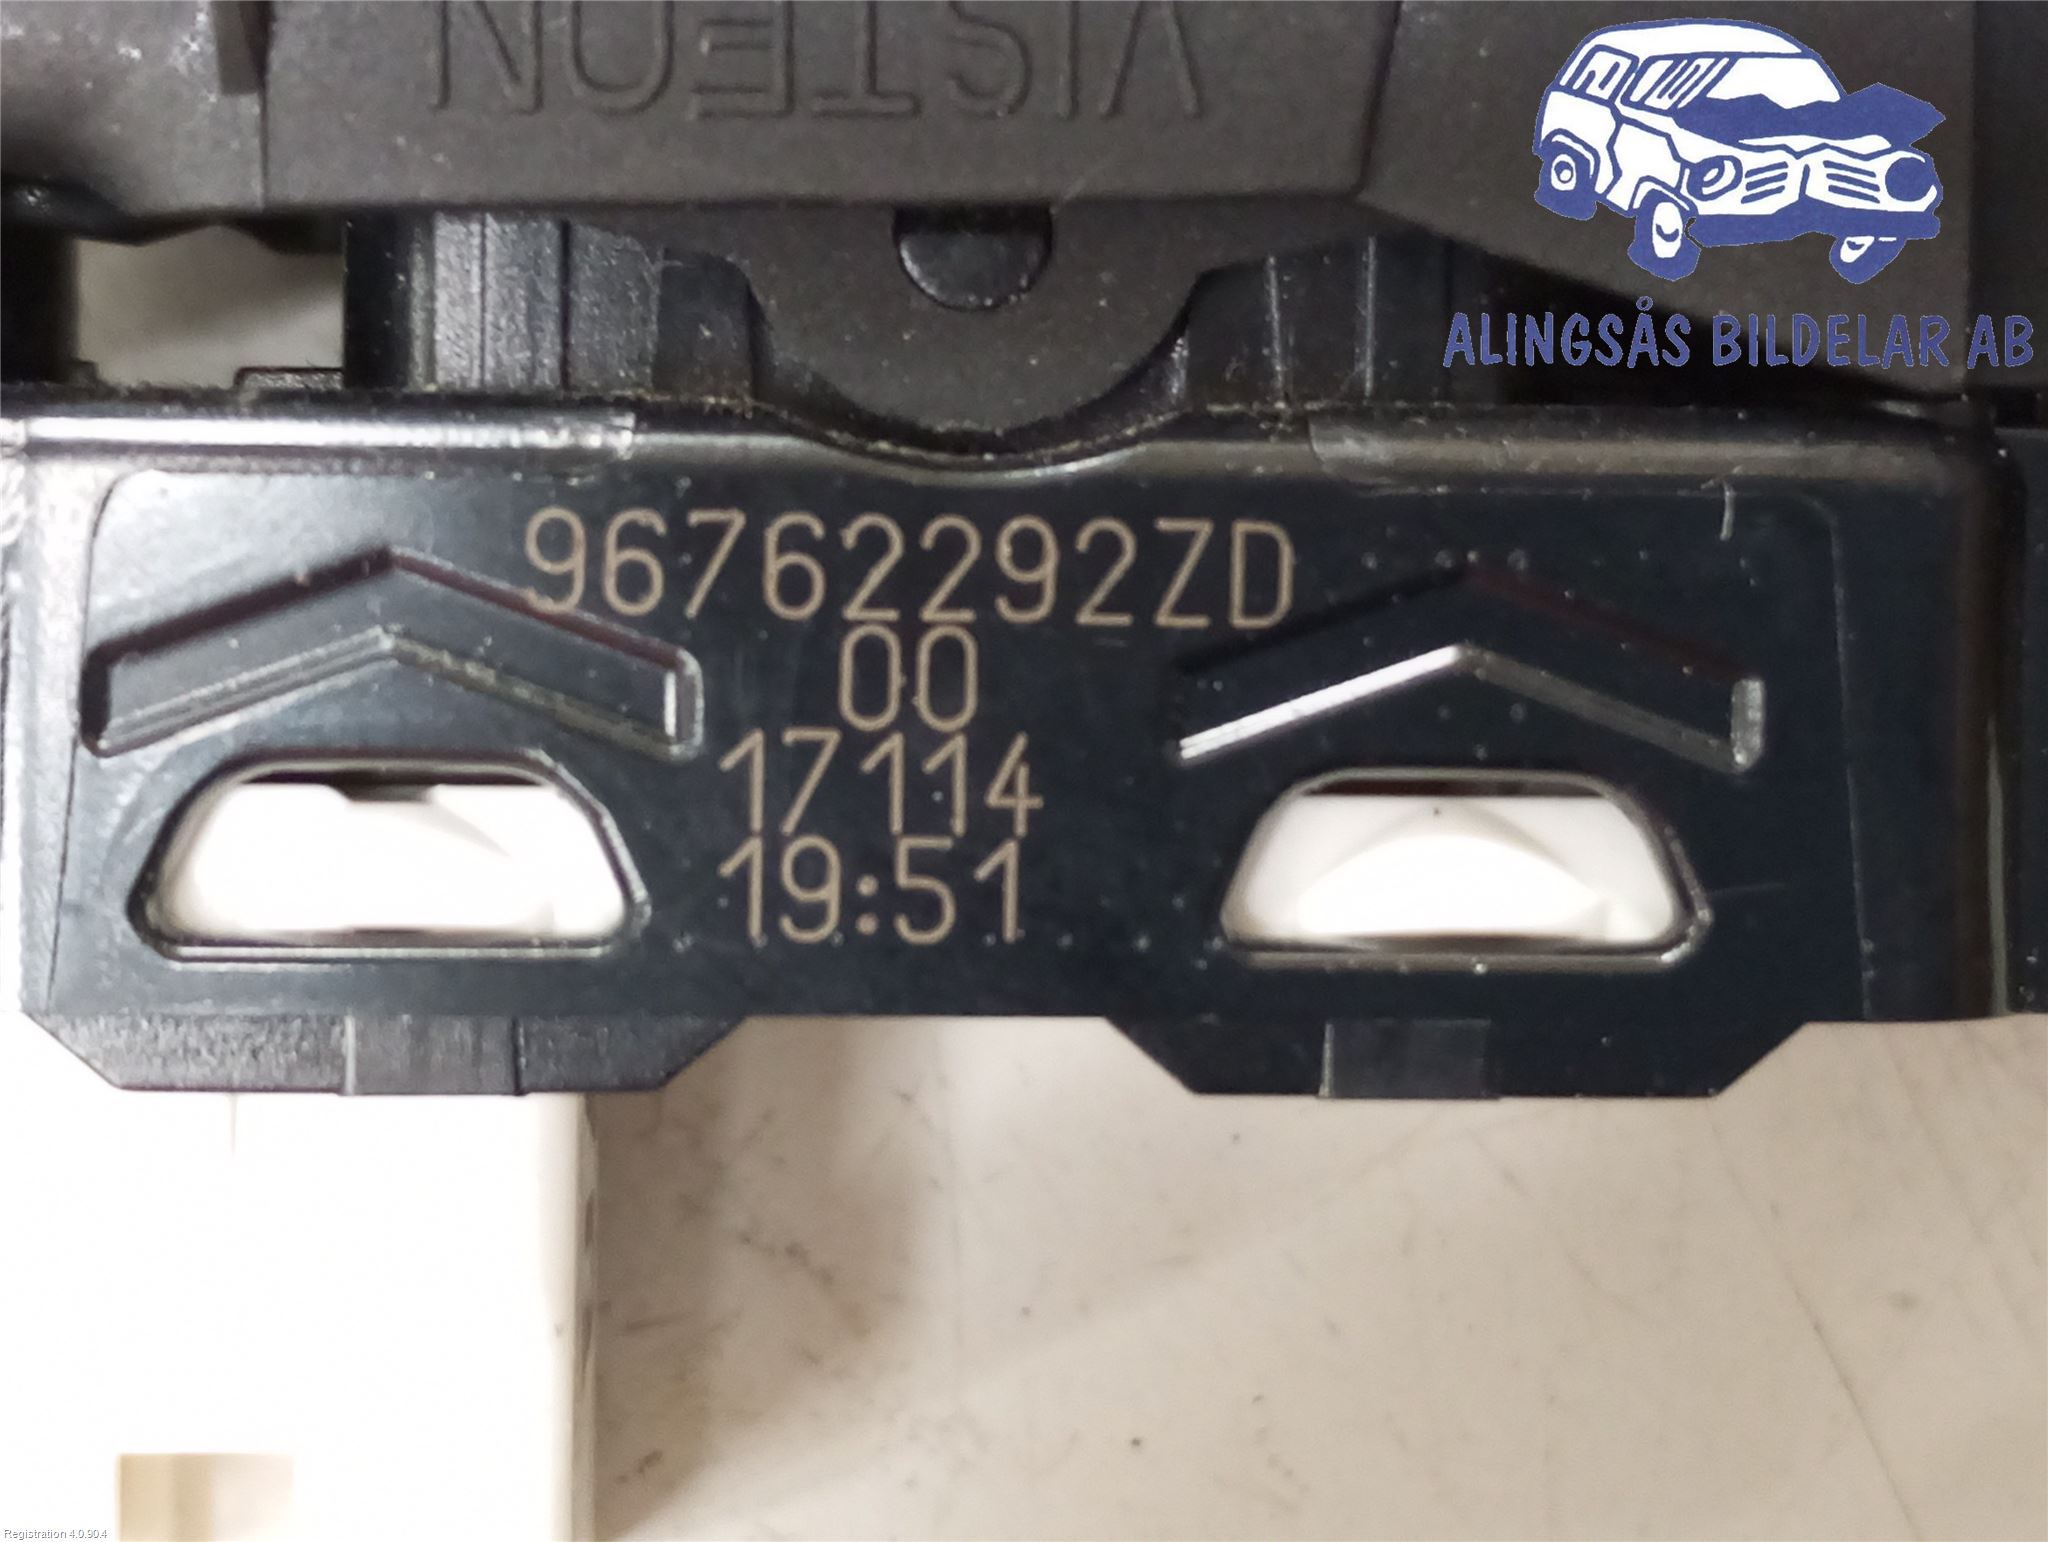 VISTEON
ALINGSÅS BILDELAR AB
96762292ZD
00
17114
19:51
Registration 4.0.90.4